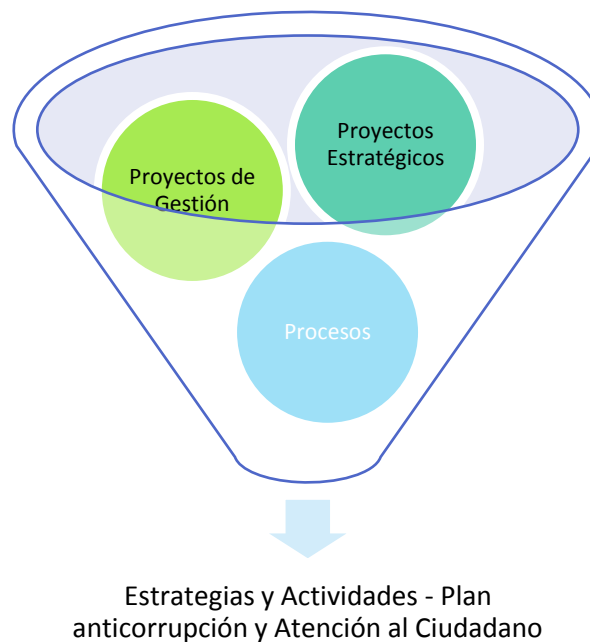 Proyectos
Estratégicos
Proyectos de
Gestión
Procesos
Estrategias y Actividades - Plan
anticorrupción y Atención al Ciudadano